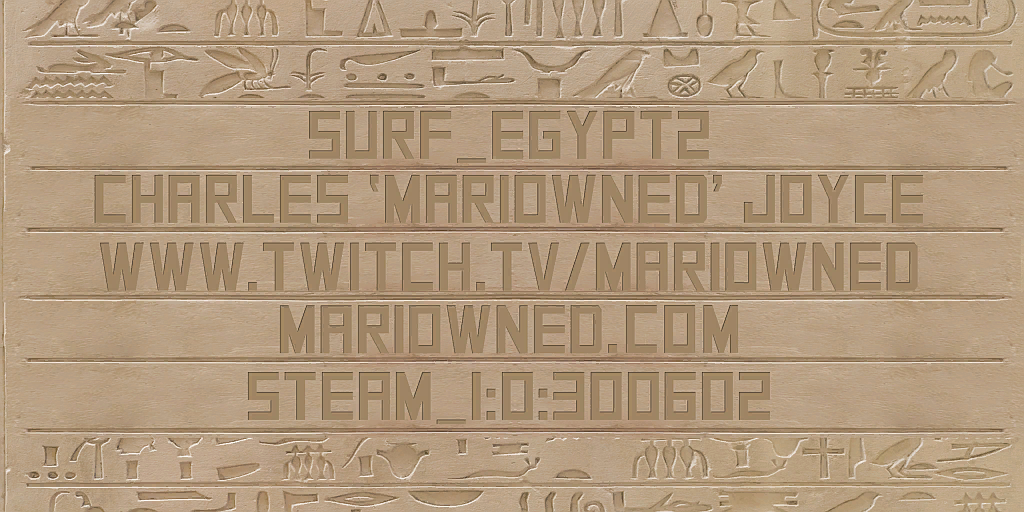 SURF_EGYPT2
CHARLES ‘MARIOWNED’ JOYCE
WWW.TWITCH.TV/MARIOWNED
MARIOWNED.COM
STEAM_1:0:300602